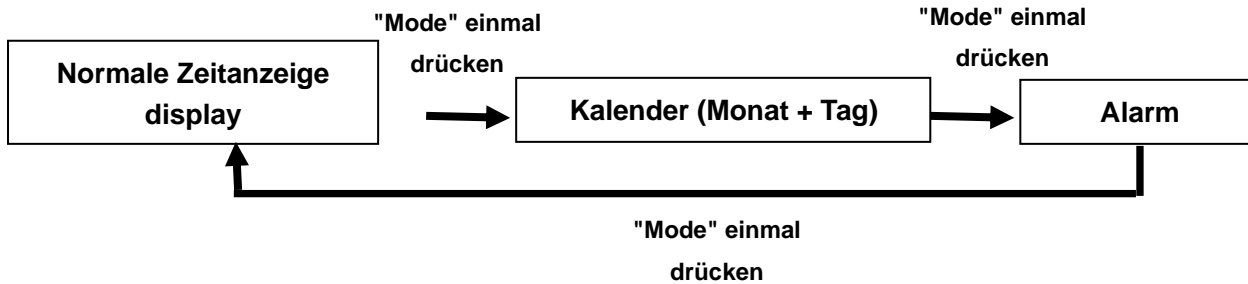 "Mode" einmal
drücken
"Mode" einmal
drücken
Normale Zeitanzeige
display
Kalender (Monat + Tag)
Alarm
"Mode" einmal
drücken